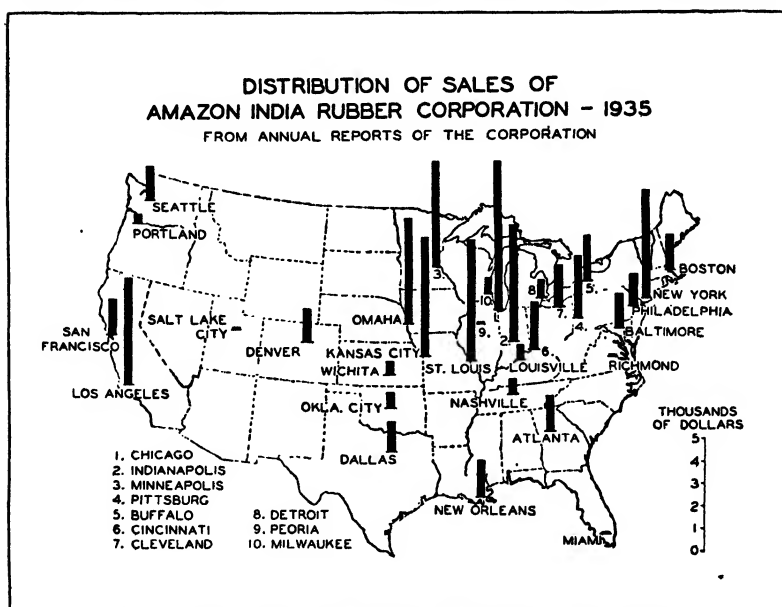 DISTRIBUTION OF SALES OF
AMAZON INDIA RUBBER CORPORATION - 1935
FROM ANNUAL REPORTS OF THE CORPORATION
SEATTLE
PORTLAND
SAN
FRANCISCO
LOS ANGELES
SALT LAKE
CITY
DENVER
OMAHA
KANSAS CITY
WICHITA
OKLA. CITY
DALLAS
3.
10.
9.
1.
2.
8.
7.
4.
5.
6.
ST. LOUIS
LOUISVILLE
NASHVILLE
ATLANTA
NEW ORLEANS
MIAMI
BOSTON
NEW YORK
PHILADELPHIA
BALTIMORE
RICHMOND
THOUSANDS
OF DOLLARS
5
4
3
2
1
0
1. CHICAGO
2. INDIANAPOLIS
3. MINNEAPOLIS
4. PITTSBURG
5. BUFFALO
6. CINCINNATI
7. CLEVELAND
8. DETROIT
9. PEORIA
10. MILWAUKEE